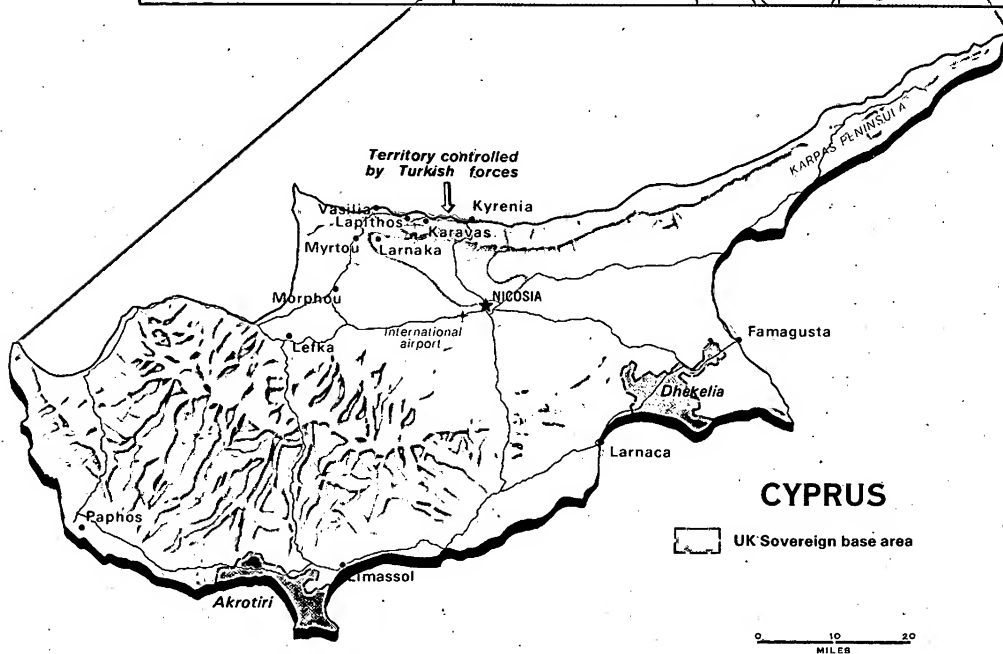 KARPAS PENINSULA
Territory controlled
by Turkish forces
Vasilia
Kyrenia
Lapithos
Karavas
Myrtou
Larnaka
Morphou
NICOSIA
International
airport
Lefka
Famagusta
Dhekelia
Larnaca
CYPRUS
Paphos
UK Sovereign base area
Limassol
Akrotiri
0 10 20
MILES